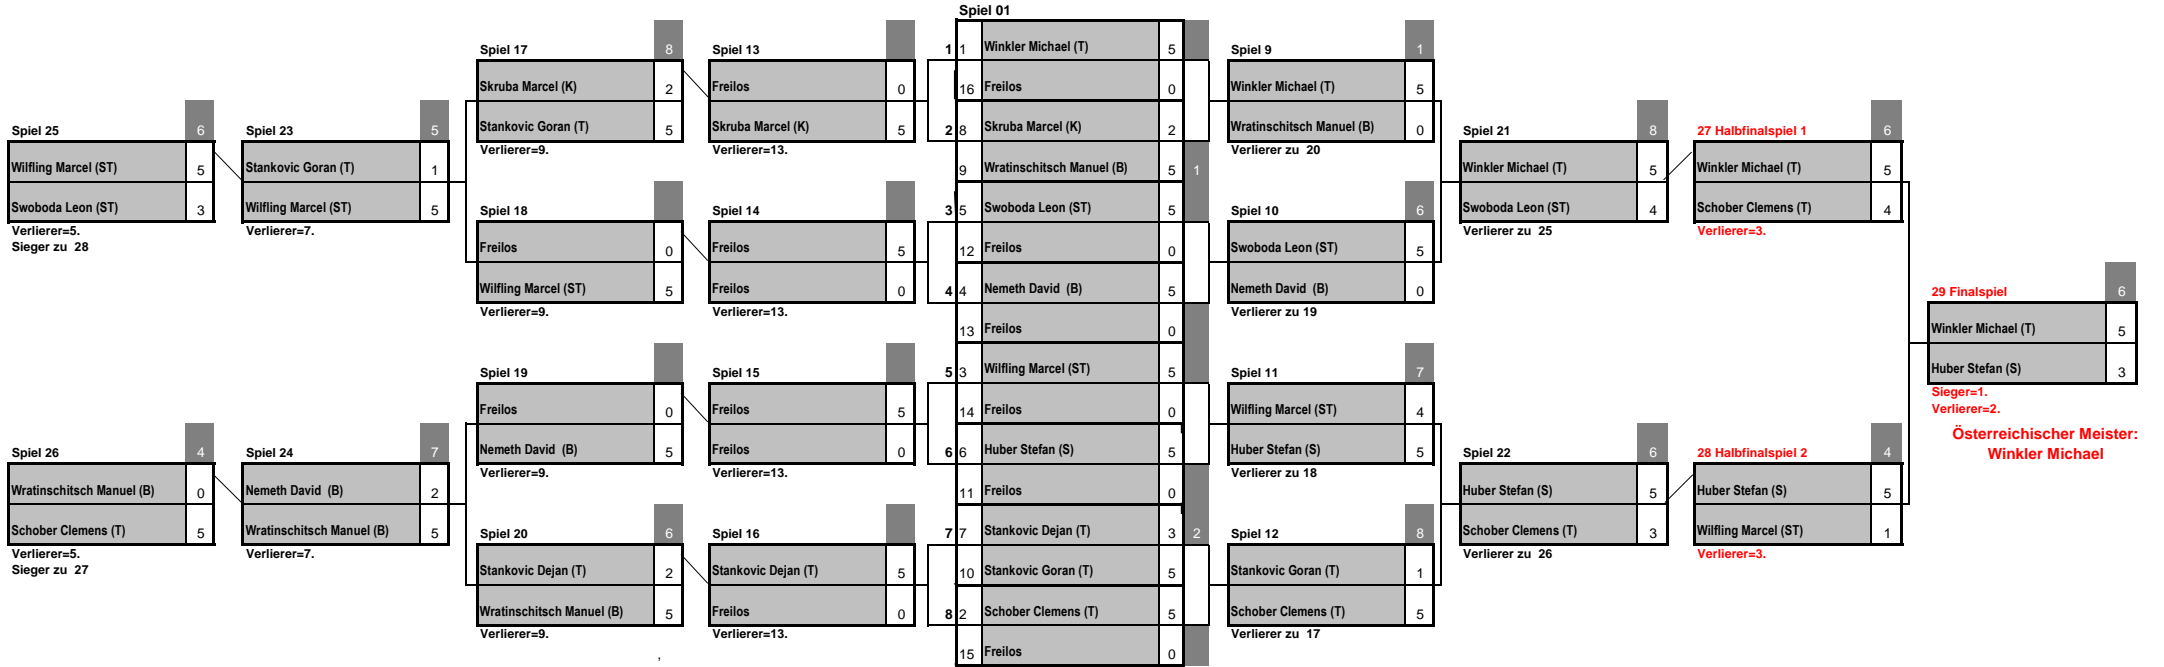 Spiel 01
Spiel 17 8 Spiel 13 1 1 Winkler Michael (T) 5 Spiel 9 1
Skruba Marcel (K) 2 Freilos 0 16 Freilos 0 Winkler Michael (T) 5
Spiel 25 6 Spiel 23 5 Stankovic Goran (T) 5 Skruba Marcel (K) 5 2 8 Skruba Marcel (K) 2 Wratinschitsch Manuel (B) 0 Spiel 21 8 27 Halbfinalspiel 1 6
Verlierer=9. Verlierer=13. Verlierer zu 20
Wilfling Marcel (ST) 5 Stankovic Goran (T) 1 9 Wratinschitsch Manuel (B) 5 1 Winkler Michael (T) 5 Winkler Michael (T) 5
Swoboda Leon (ST) 3 Wilfling Marcel (ST) 5 Spiel 18 Spiel 14 3 5 Swoboda Leon (ST) 5 Spiel 10 6 Swoboda Leon (ST) 4 Schober Clemens (T) 4
Verlierer=5. Verlierer=7. Verlierer zu 25 Verlierer=3.
Sieger zu 28 Freilos 0 Freilos 5 12 Freilos 0 Swoboda Leon (ST) 5
Wilfling Marcel (ST) 5 Freilos 0 4 4 Nemeth David (B) 5 Nemeth David (B) 0 29 Finalspiel 6
Verlierer=9. Verlierer=13. Verlierer zu 19
13 Freilos 0 Winkler Michael (T) 5
Spiel 19 Spiel 15 5 3 Wilfling Marcel (ST) 5 Spiel 11 7 Huber Stefan (S) 3
Sieger=1.
Freilos 0 Freilos 5 14 Freilos 0 Wilfling Marcel (ST) 4 Verlierer=2.
Österreichischer Meister:
Spiel 26 4 Spiel 24 7 Nemeth David (B) 5 Freilos 0 6 6 Huber Stefan (S) 5 Huber Stefan (S) 5 Spiel 22 6 28 Halbfinalspiel 2 4 Winkler Michael
Verlierer=9. Verlierer=13. Verlierer zu 18
Wratinschitsch Manuel (B) 0 Nemeth David (B) 2 11 Freilos 0 Huber Stefan (S) 5 Huber Stefan (S) 5
Schober Clemens (T) 5 Wratinschitsch Manuel (B) 5 Spiel 20 6 Spiel 16 7 7 Stankovic Dejan (T) 3 2 Spiel 12 8 Schober Clemens (T) 3 Wilfling Marcel (ST) 1
Verlierer=5. Verlierer=7. Verlierer zu 26 Verlierer=3.
Sieger zu 27 Stankovic Dejan (T) 2 Stankovic Dejan (T) 5 10 Stankovic Goran (T) 5 Stankovic Goran (T) 1
Wratinschitsch Manuel (B) 5 Freilos 0 8 2 Schober Clemens (T) 5 Schober Clemens (T) 5
Verlierer=9. Verlierer=13. Verlierer zu 17
, 15 Freilos 0